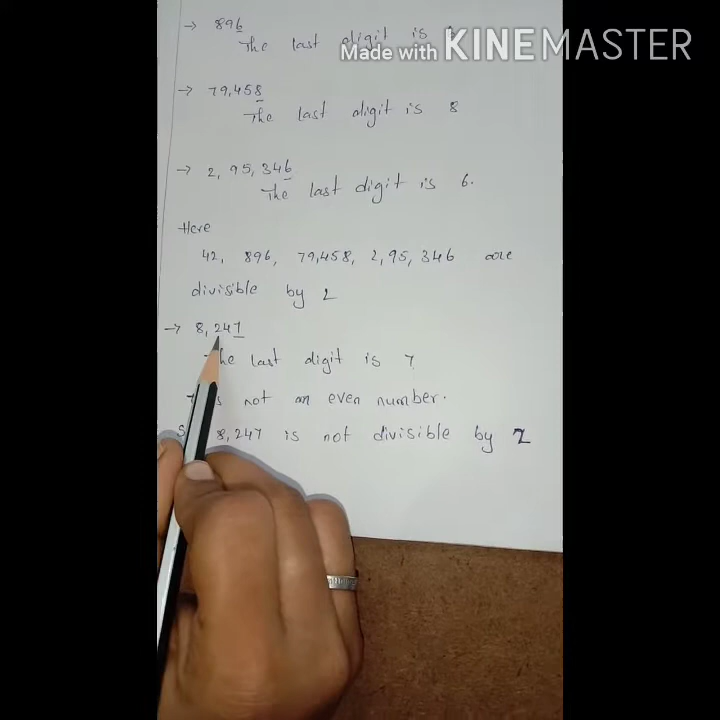 → 896
The last digit is
Made with KINEMASTER
→ 79,458
The last digit is 8
→ 2,95,346
The last digit is 6.
Here
42, 896, 79,458, 2,95,346 are
divisible by 2
→ 8,247
The last digit is 7
not an even number.
8,247 is not divisible by 2